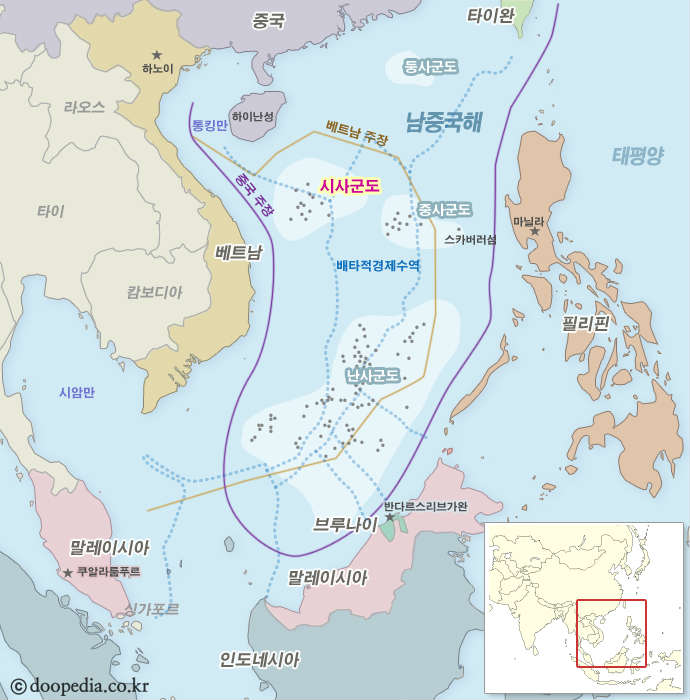 중국
타이완
하노이
둥사군도
라오스
통킹만
하이난성
베트남 주장
남중국해
태평양
중국 주장
시사군도
타이
중사군도
마닐라
스카버러섬
베트남
배타적경제수역
캄보디아
필리핀
난사군도
시암만
반다르스리브가완
브루나이
말레이시아
쿠알라룸푸르
말레이시아
싱가포르
인도네시아
ⓒ doopedia.co.kr